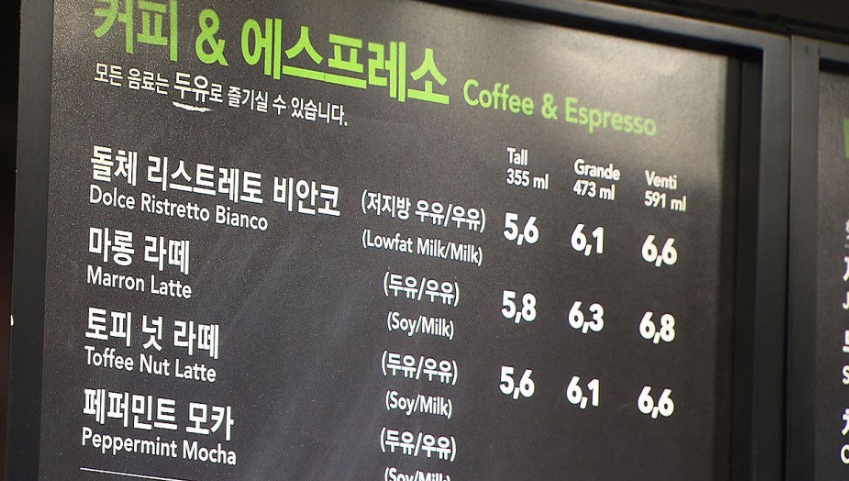 커피 & 에스프레소 Coffee & Espresso
모든 음료는 두유로 즐기실 수 있습니다.
Tall Grande Venti
355 ml 473 ml 591 ml
돌체 리스트레토 비안코 (저지방 우유/우유) 5,6 6,1 6,6
Dolce Ristretto Bianco (Lowfat Milk/Milk)
마롱 라떼 (두유/우유) 5,8 6,3 6,8
Marron Latte (Soy/Milk)
토피 넛 라떼 (두유/우유) 5,6 6,1 6,6
Toffee Nut Latte (Soy/Milk)
페퍼민트 모카 (두유/우유)
Peppermint Mocha (Soy/Milk)